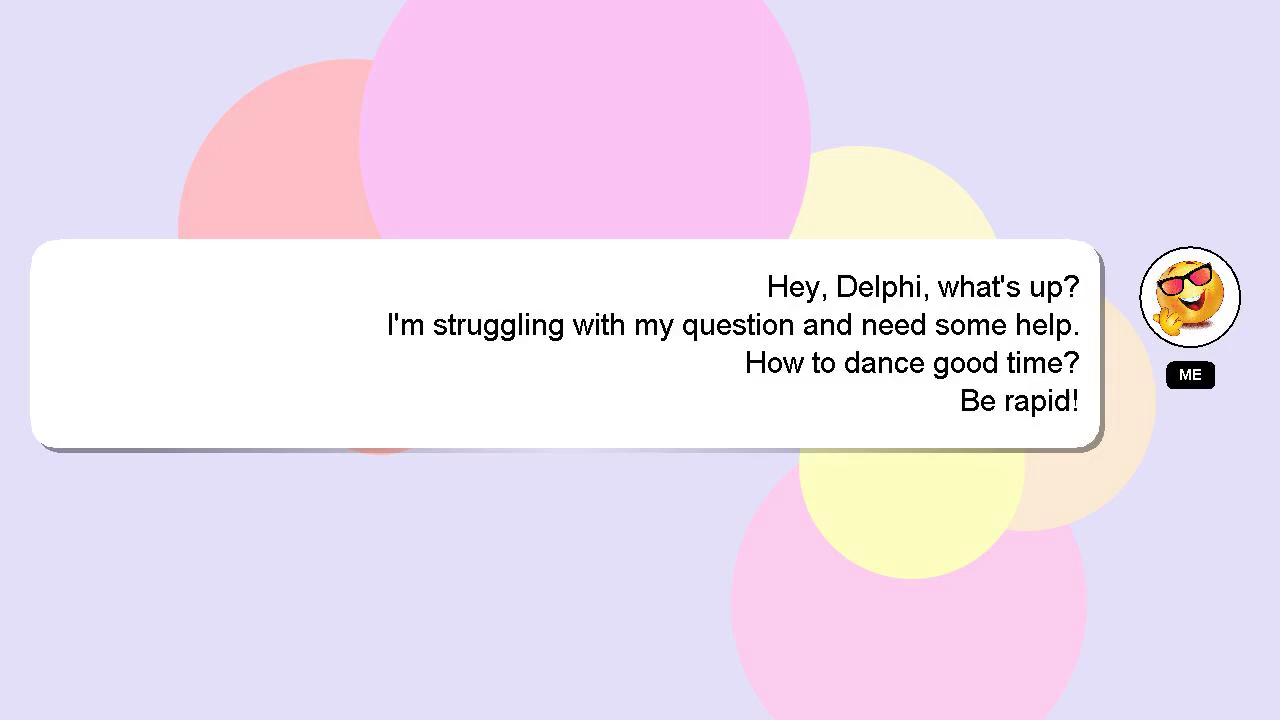 Hey, Delphi, what's up?
I'm struggling with my question and need some help.
How to dance good time?
Be rapid!
ME